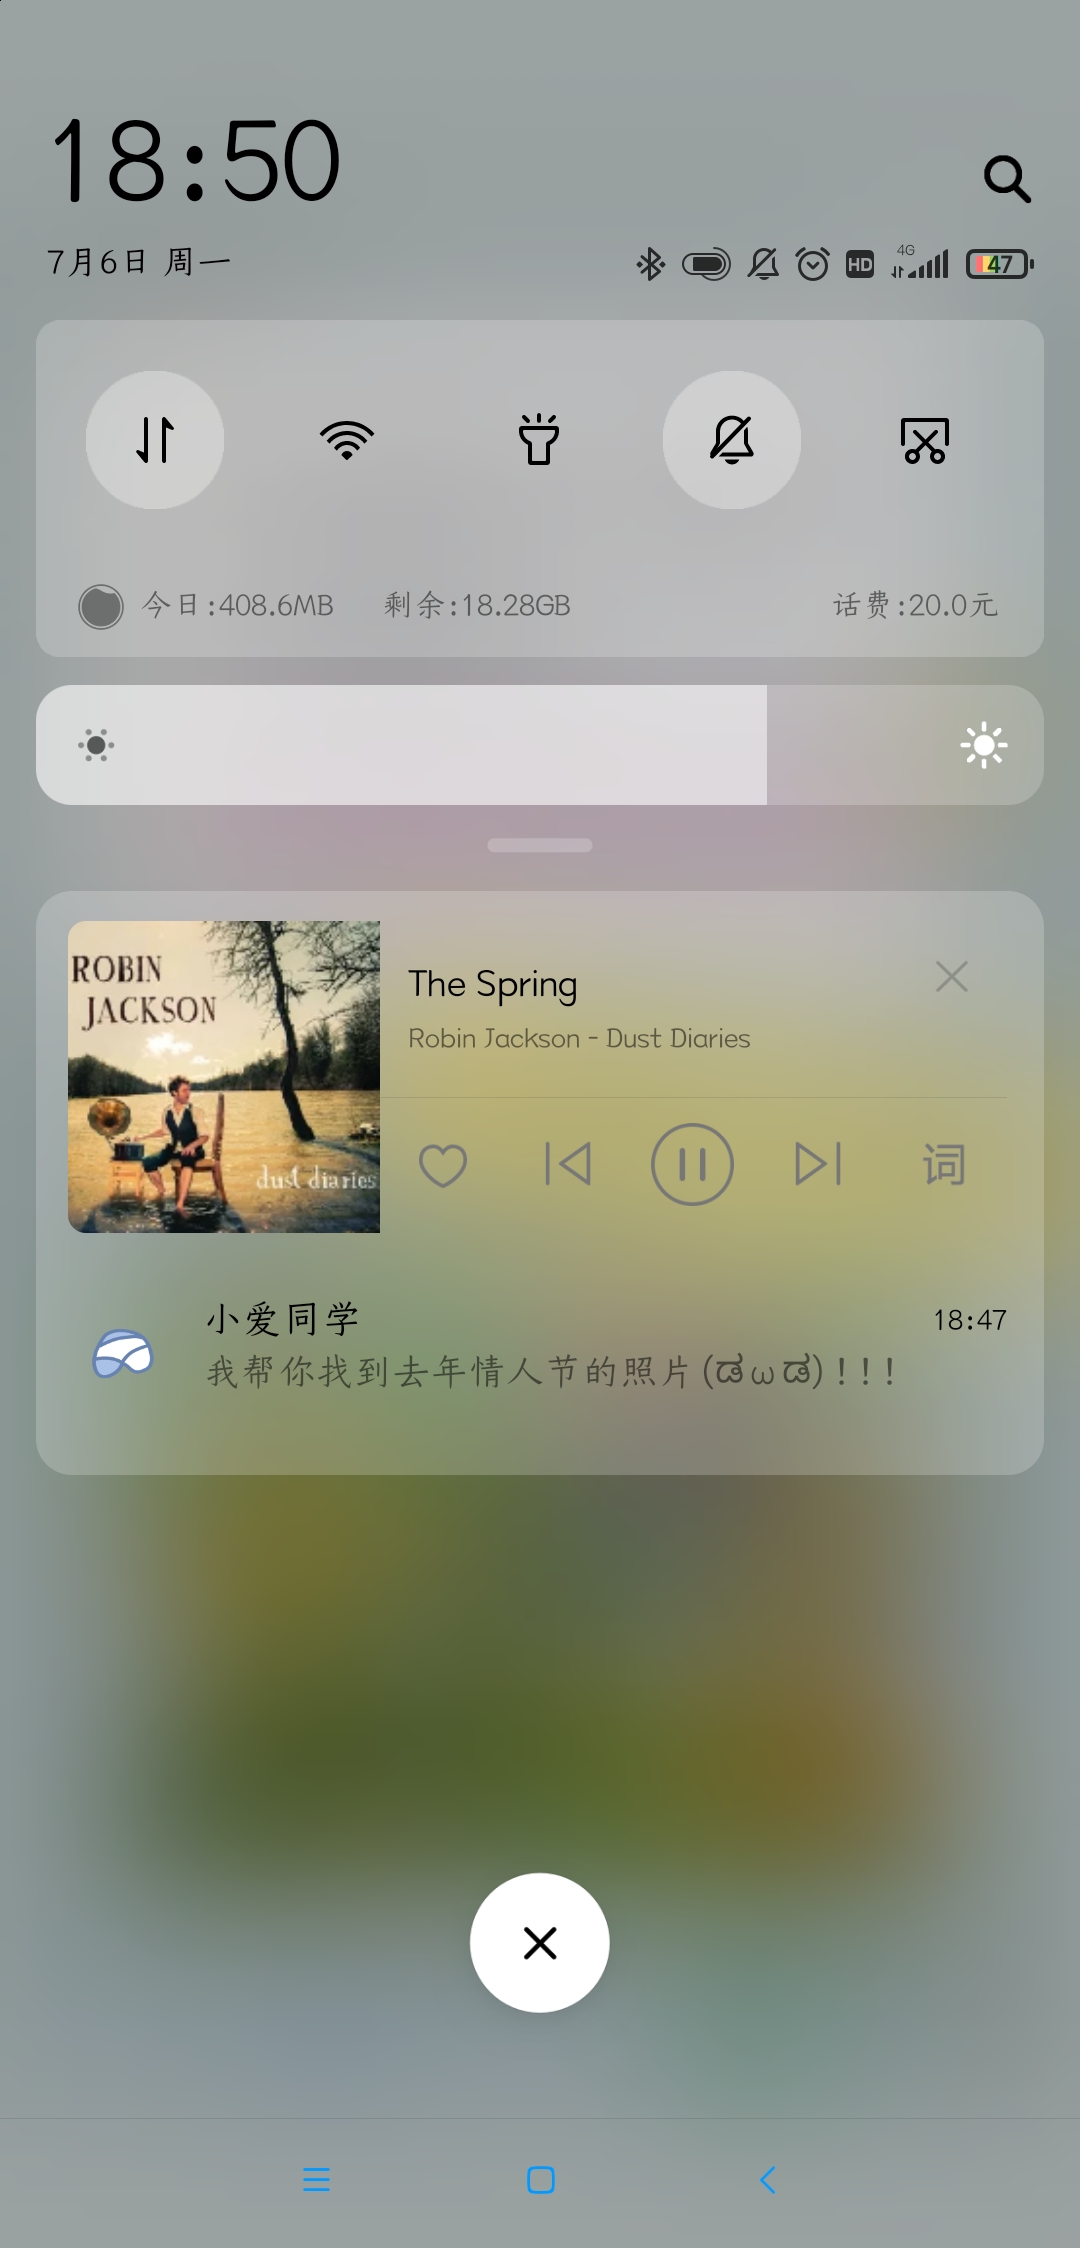 18:50
7月6日 周一
HD
4G
47
今日:408.6MB 剩余:18.28GB 话费:20.0元
ROBIN
JACKSON
dust diaries
The Spring
Robin Jackson - Dust Diaries
词
小爱同学 18:47
我帮你找到去年情人节的照片(ಡωಡ)！！！